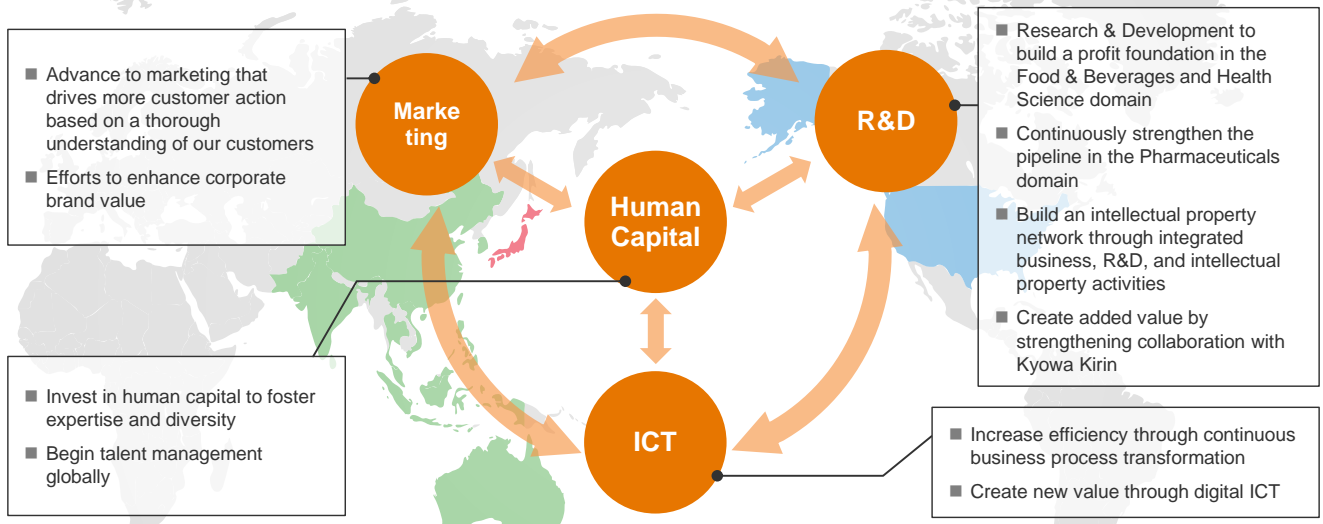 ■ Advance to marketing that
drives more customer action
based on a thorough
understanding of our customers
■ Efforts to enhance corporate
brand value
Marke
ting
R&D
■ Research & Development to
build a profit foundation in the
Food & Beverages and Health
Science domain
■ Continuously strengthen the
pipeline in the Pharmaceuticals
domain
■ Build an intellectual property
network through integrated
business, R&D, and intellectual
property activities
■ Create added value by
strengthening collaboration with
Kyowa Kirin
Human
Capital
■ Invest in human capital to foster
expertise and diversity
■ Begin talent management
globally
ICT
■ Increase efficiency through continuous
business process transformation
■ Create new value through digital ICT